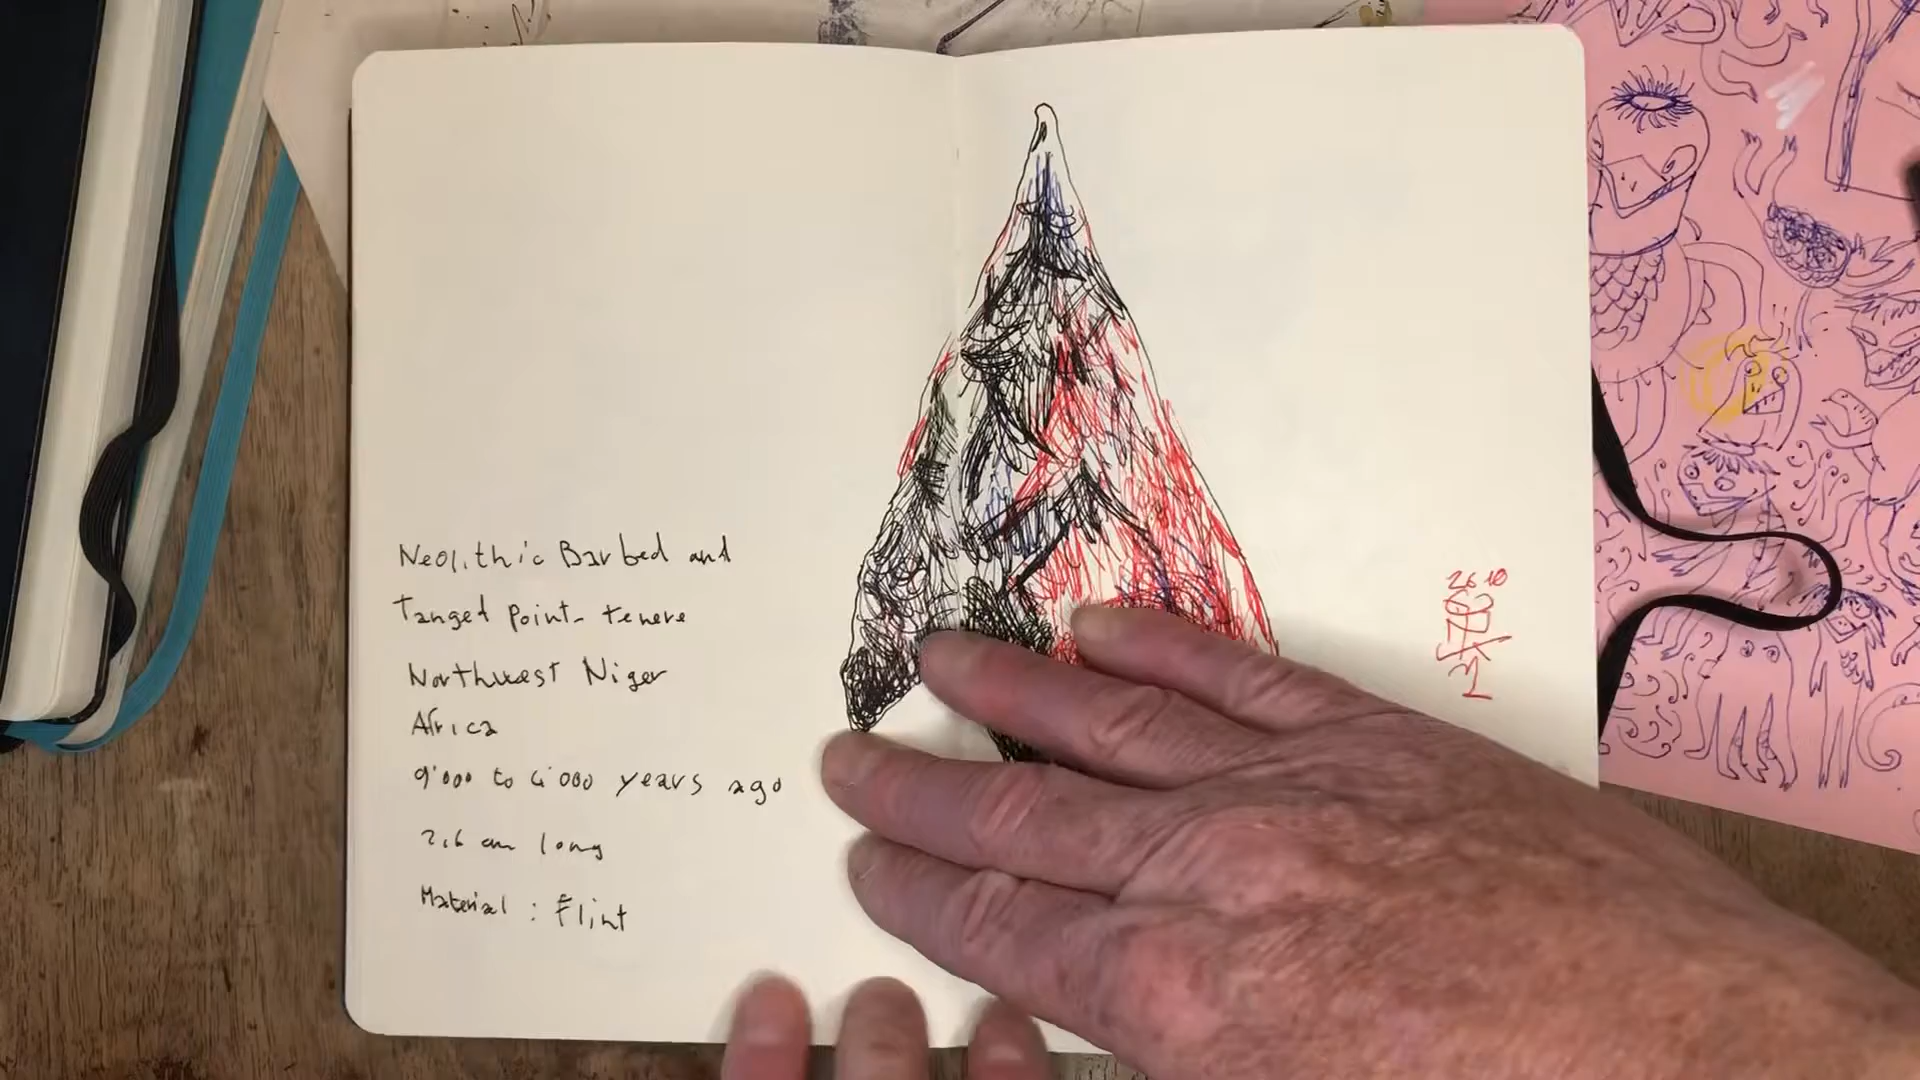 Neolithic Barbed and
Tanged Point- Tenere
Northwest Niger
Africa
9'000 to 4'000 years ago
2,6 cm long
Material : Flint
2610